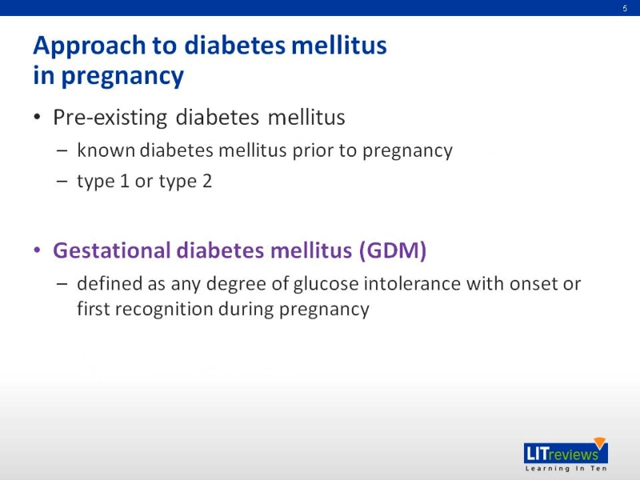 5
Approach to diabetes mellitus
in pregnancy
• Pre-existing diabetes mellitus
– known diabetes mellitus prior to pregnancy
– type 1 or type 2
• Gestational diabetes mellitus (GDM)
– defined as any degree of glucose intolerance with onset or
first recognition during pregnancy
LITreviews
Learning In Ten